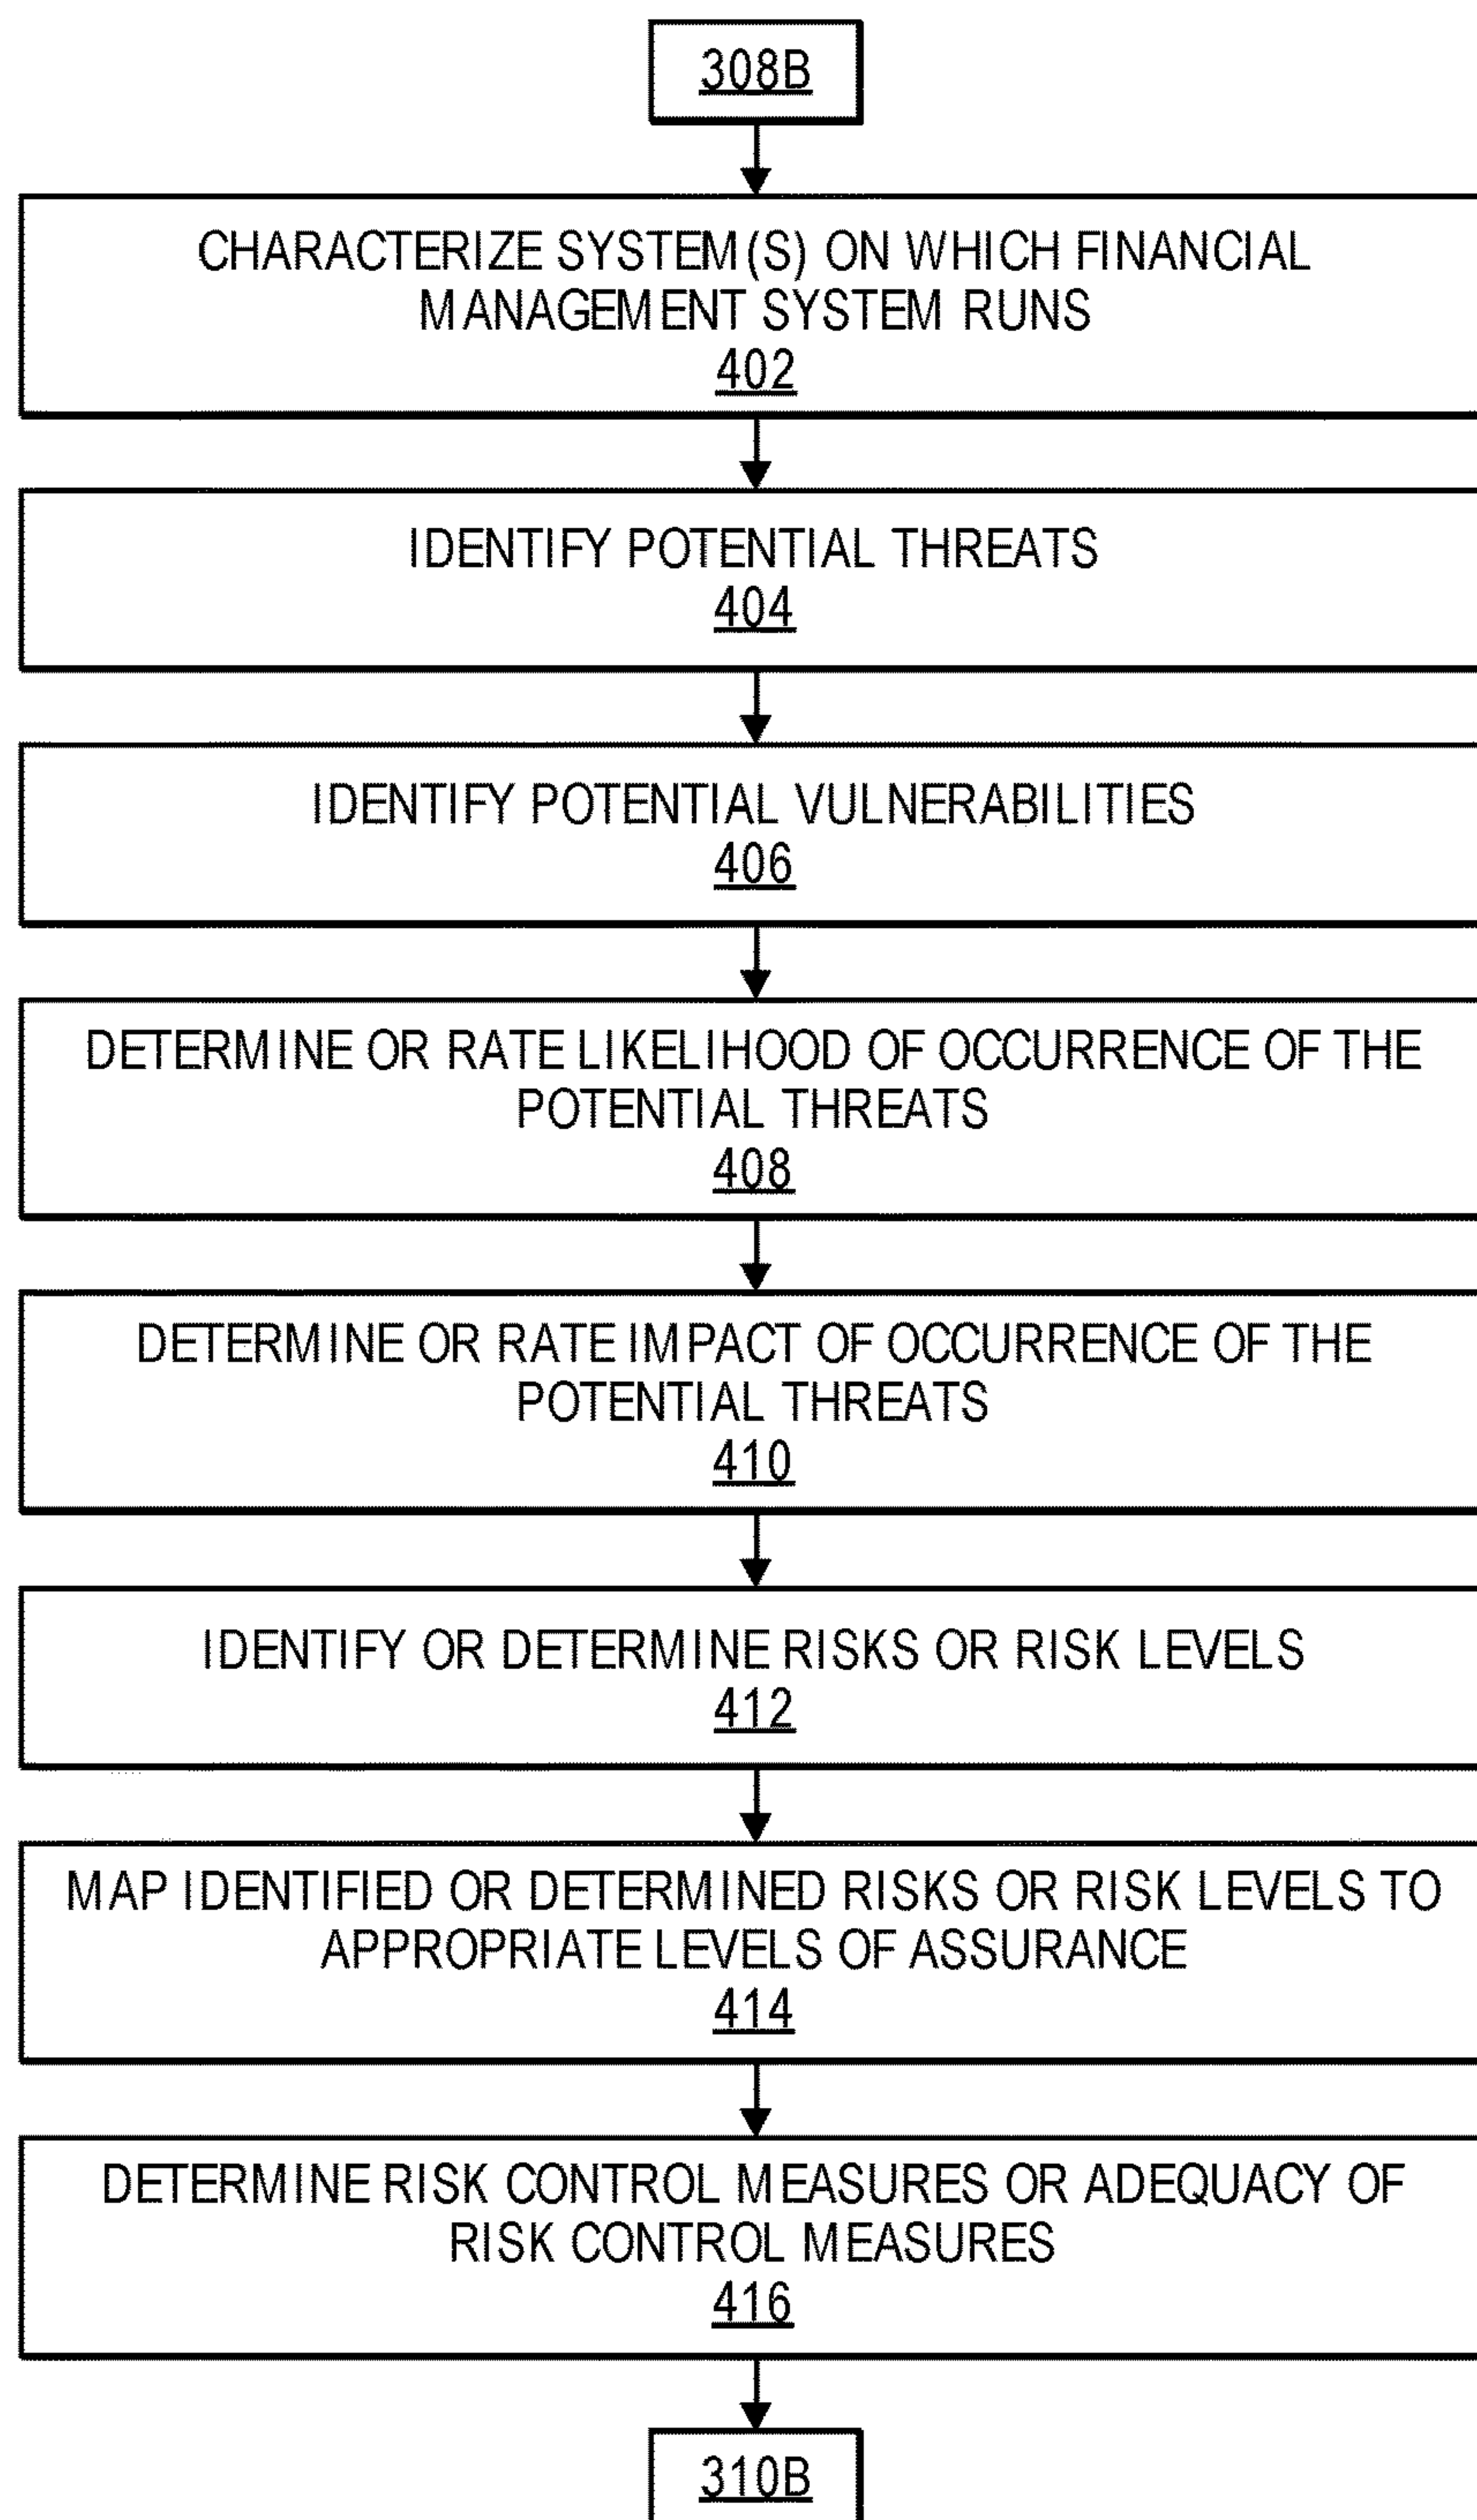 308B
CHARACTERIZE SYSTEM(S) ON WHICH FINANCIAL
MANAGEMENT SYSTEM RUNS
402
IDENTIFY POTENTIAL THREATS
404
IDENTIFY POTENTIAL VULNERABILITIES
406
DETERMINE OR RATE LIKELIHOOD OF OCCURRENCE OF THE
POTENTIAL THREATS
408
DETERMINE OR RATE IMPACT OF OCCURRENCE OF THE
POTENTIAL THREATS
410
IDENTIFY OR DETERMINE RISKS OR RISK LEVELS
412
MAP IDENTIFIED OR DETERMINED RISKS OR RISK LEVELS TO
APPROPRIATE LEVELS OF ASSURANCE
414
DETERMINE RISK CONTROL MEASURES OR ADEQUACY OF
RISK CONTROL MEASURES
416
310B